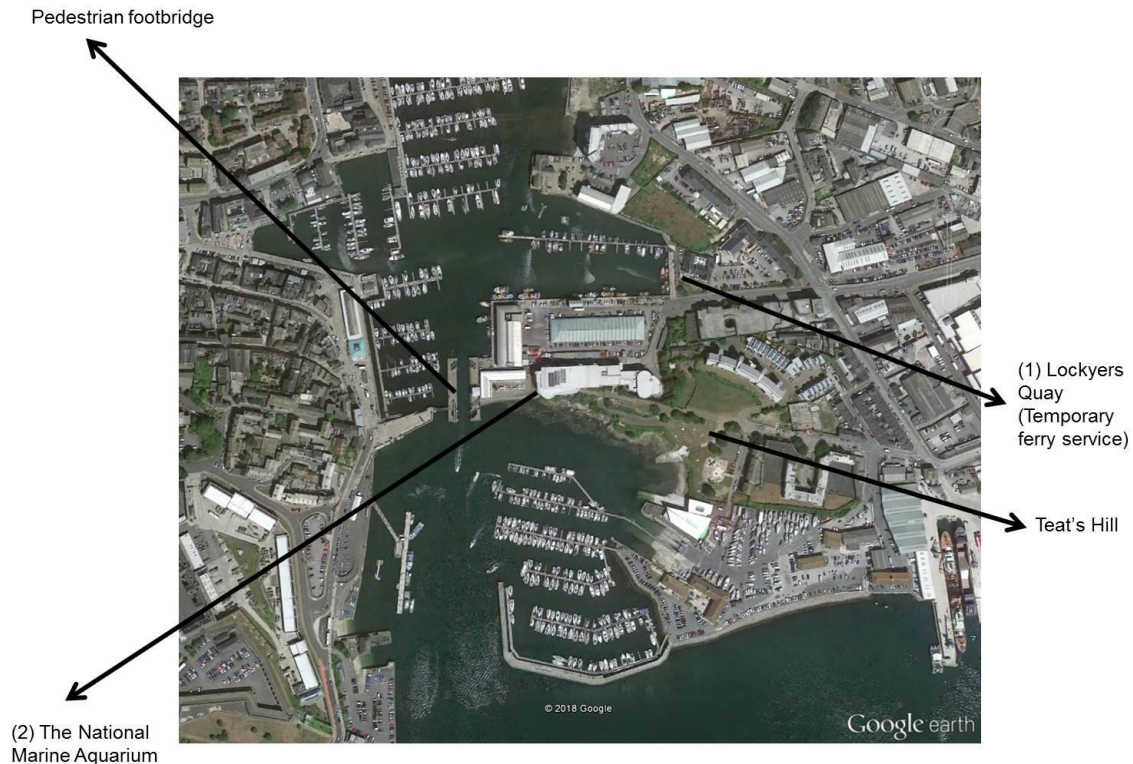 Pedestrian footbridge
(1) Lockyers
Quay
(Temporary
ferry service)
Teat's Hill
(2) The National
Marine Aquarium
© 2018 Google
Google earth